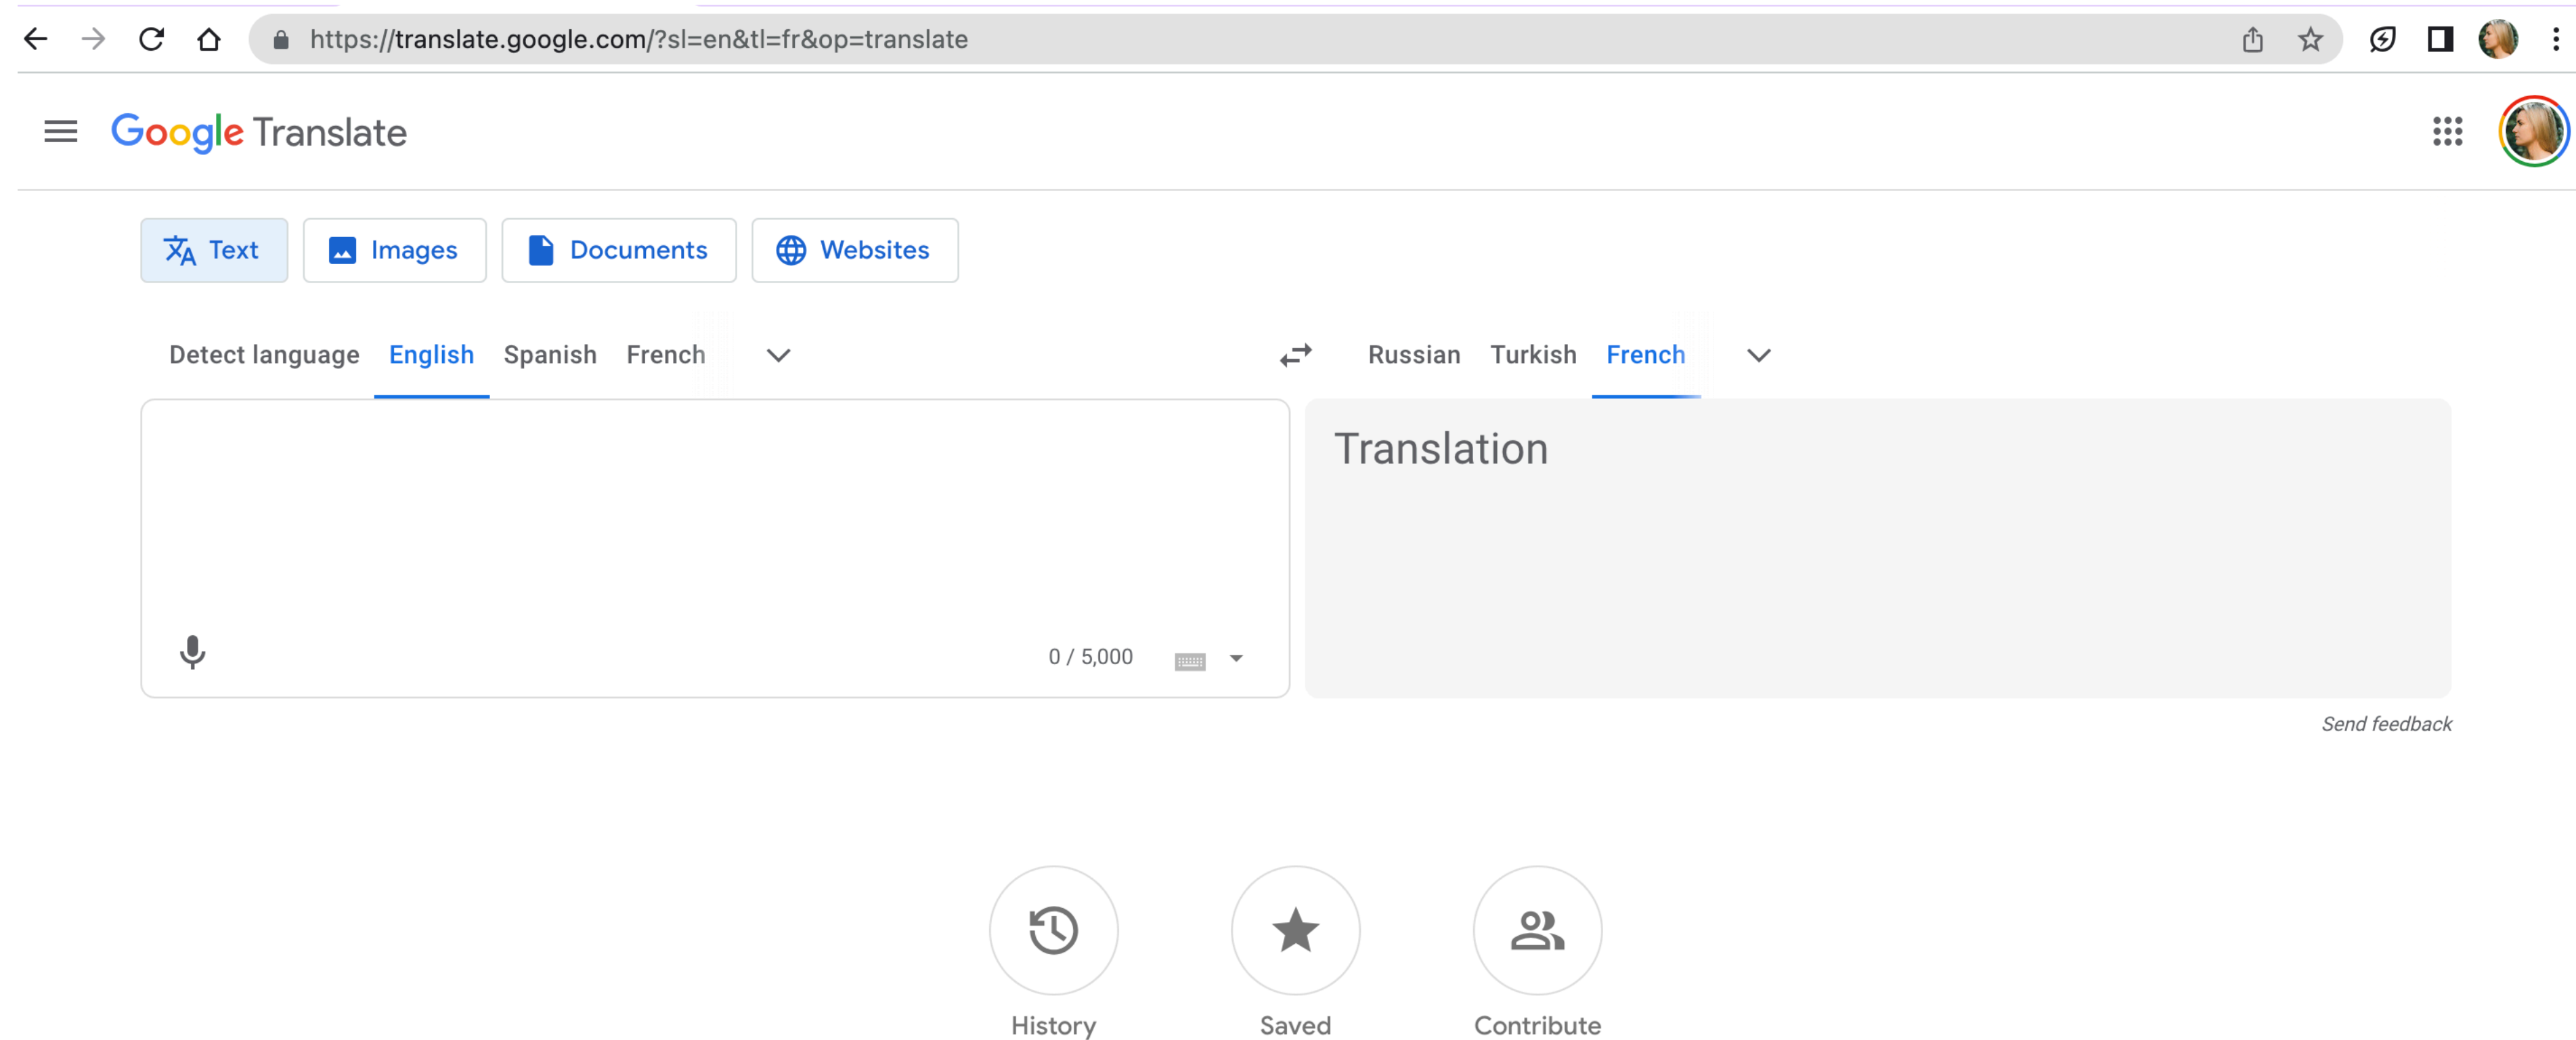 https://translate.google.com/?sl=en&tl=fr&op=translate
Google Translate
Text Images Documents Websites
Detect language English Spanish French Russian Turkish French
Translation
0 / 5,000
Send feedback
History Saved Contribute